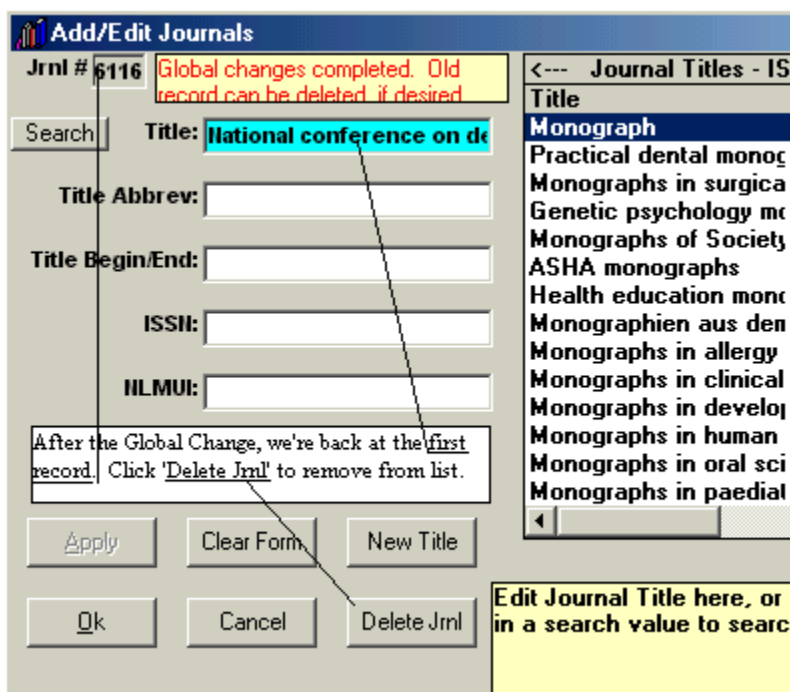 Add/Edit Journals
Jrnl # 6116
Global changes completed. Old
record can be deleted, if desired
Search
Title: National conference on de
Title Abbrev:
Title Begin/End:
ISSN:
NLMUI:
After the Global Change, we're back at the first
record. Click 'Delete Jrnl' to remove from list.
Apply
Clear Form
New Title
Ok
Cancel
Delete Jrnl
<--- Journal Titles - IS
Title
Monograph
Practical dental monog
Monographs in surgica
Genetic psychology mo
Monographs of Society
ASHA monographs
Health education mono
Monographien aus den
Monographs in allergy
Monographs in clinical
Monographs in develop
Monographs in human
Monographs in oral sci
Monographs in paediat
Edit Journal Title here, or
in a search value to searc